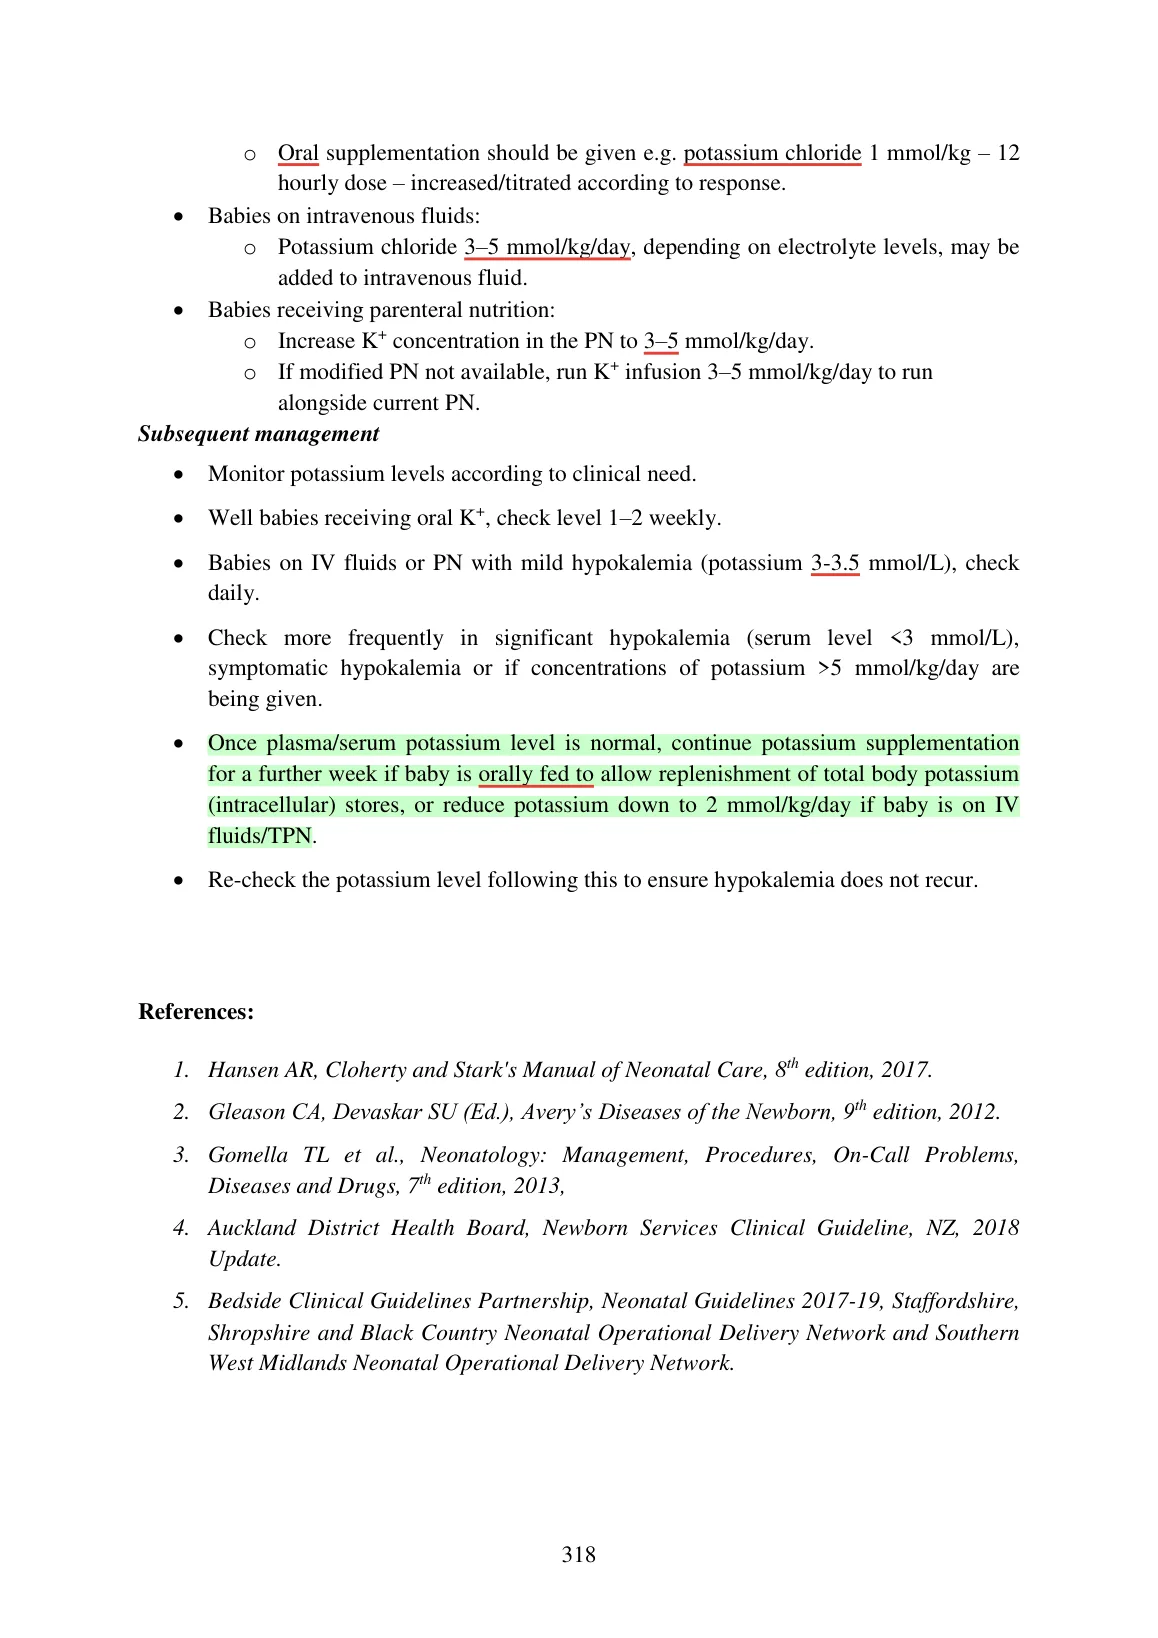 o Oral supplementation should be given e.g. potassium chloride 1 mmol/kg – 12
hourly dose – increased/titrated according to response.
• Babies on intravenous fluids:
o Potassium chloride 3–5 mmol/kg/day, depending on electrolyte levels, may be
added to intravenous fluid.
• Babies receiving parenteral nutrition:
o Increase K⁺ concentration in the PN to 3–5 mmol/kg/day.
o If modified PN not available, run K⁺ infusion 3–5 mmol/kg/day to run
alongside current PN.
Subsequent management
• Monitor potassium levels according to clinical need.
• Well babies receiving oral K⁺, check level 1–2 weekly.
• Babies on IV fluids or PN with mild hypokalemia (potassium 3-3.5 mmol/L), check
daily.
• Check more frequently in significant hypokalemia (serum level <3 mmol/L),
symptomatic hypokalemia or if concentrations of potassium >5 mmol/kg/day are
being given.
• Once plasma/serum potassium level is normal, continue potassium supplementation
for a further week if baby is orally fed to allow replenishment of total body potassium
(intracellular) stores, or reduce potassium down to 2 mmol/kg/day if baby is on IV
fluids/TPN.
• Re-check the potassium level following this to ensure hypokalemia does not recur.
References:
1. Hansen AR, Cloherty and Stark's Manual of Neonatal Care, 8th edition, 2017.
2. Gleason CA, Devaskar SU (Ed.), Avery’s Diseases of the Newborn, 9th edition, 2012.
3. Gomella TL et al., Neonatology: Management, Procedures, On-Call Problems,
Diseases and Drugs, 7th edition, 2013,
4. Auckland District Health Board, Newborn Services Clinical Guideline, NZ, 2018
Update.
5. Bedside Clinical Guidelines Partnership, Neonatal Guidelines 2017-19, Staffordshire,
Shropshire and Black Country Neonatal Operational Delivery Network and Southern
West Midlands Neonatal Operational Delivery Network.
318